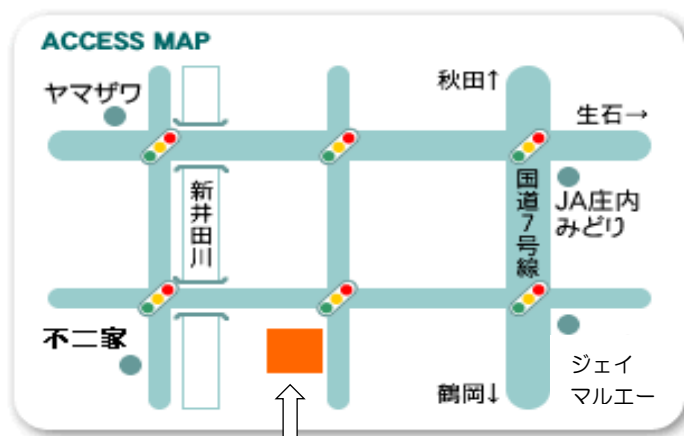 ACCESS MAP
ヤマザワ
秋田↑
生石→
新井田川
国道7号線
JA庄内
みどり
不二家
鶴岡↓
ジェイ
マルエー